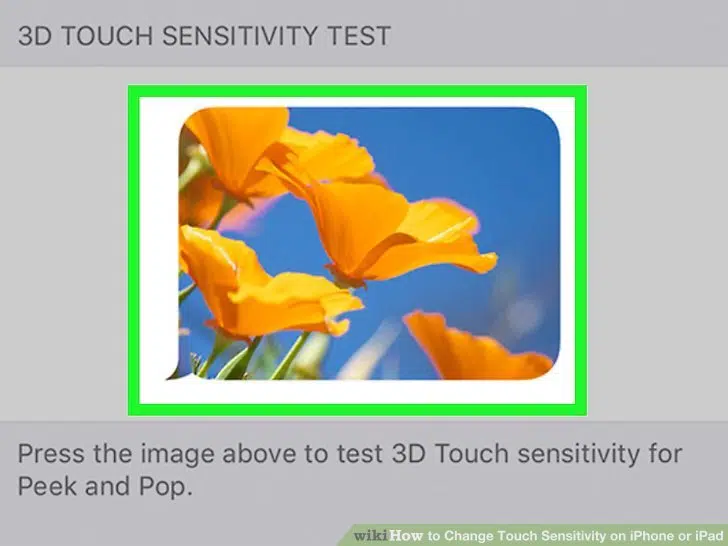 3D TOUCH SENSITIVITY TEST
Press the image above to test 3D Touch sensitivity for
Peek and Pop.
wikiHow to Change Touch Sensitivity on iPhone or iPad